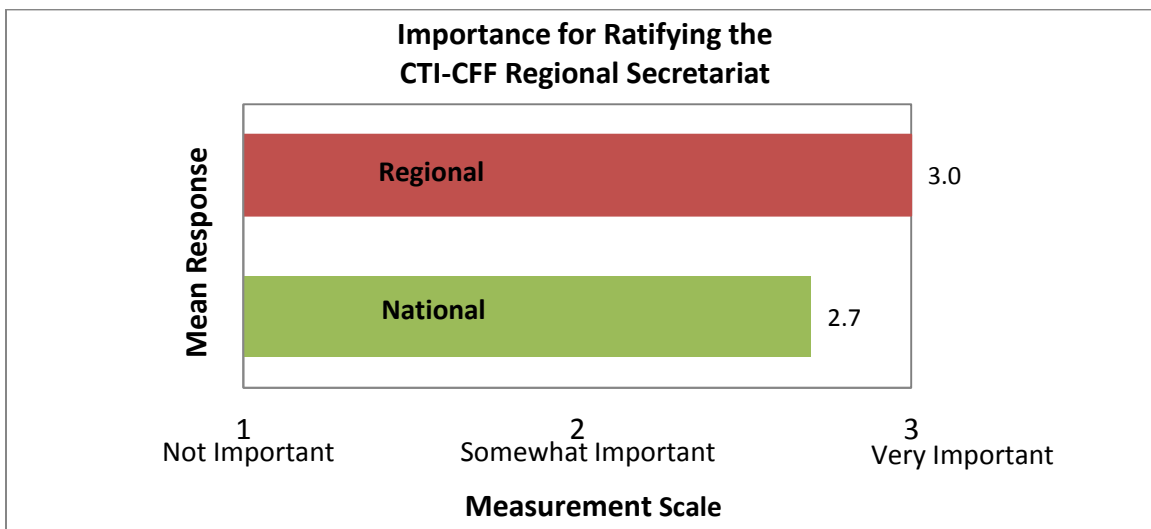 Importance for Ratifying the
CTI-CFF Regional Secretariat
Mean Response
Regional
3.0
National
2.7
1
2
3
Not Important
Somewhat Important
Very Important
Measurement Scale